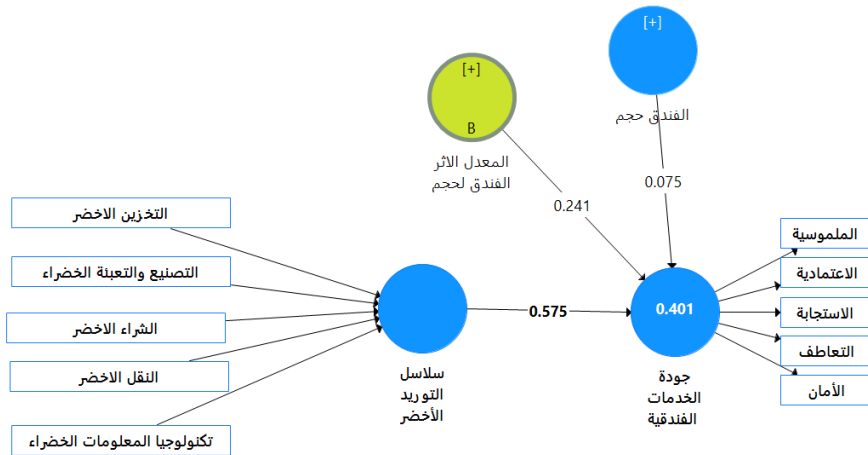 [+]
[+]
B
الفندق حجم
المعدل الاثر
الفندق لحجم
0.075
0.241
التخزين الاخضر
التصنيع والتعبئة الخضراء
الشراء الاخضر
النقل الاخضر
تكنولوجيا المعلومات الخضراء
0.575
0.401
سلاسل
التوريد
الأخضر
جودة
الخدمات
الفندقية
الملموسية
الاعتمادية
الاستجابة
التعاطف
الأمان